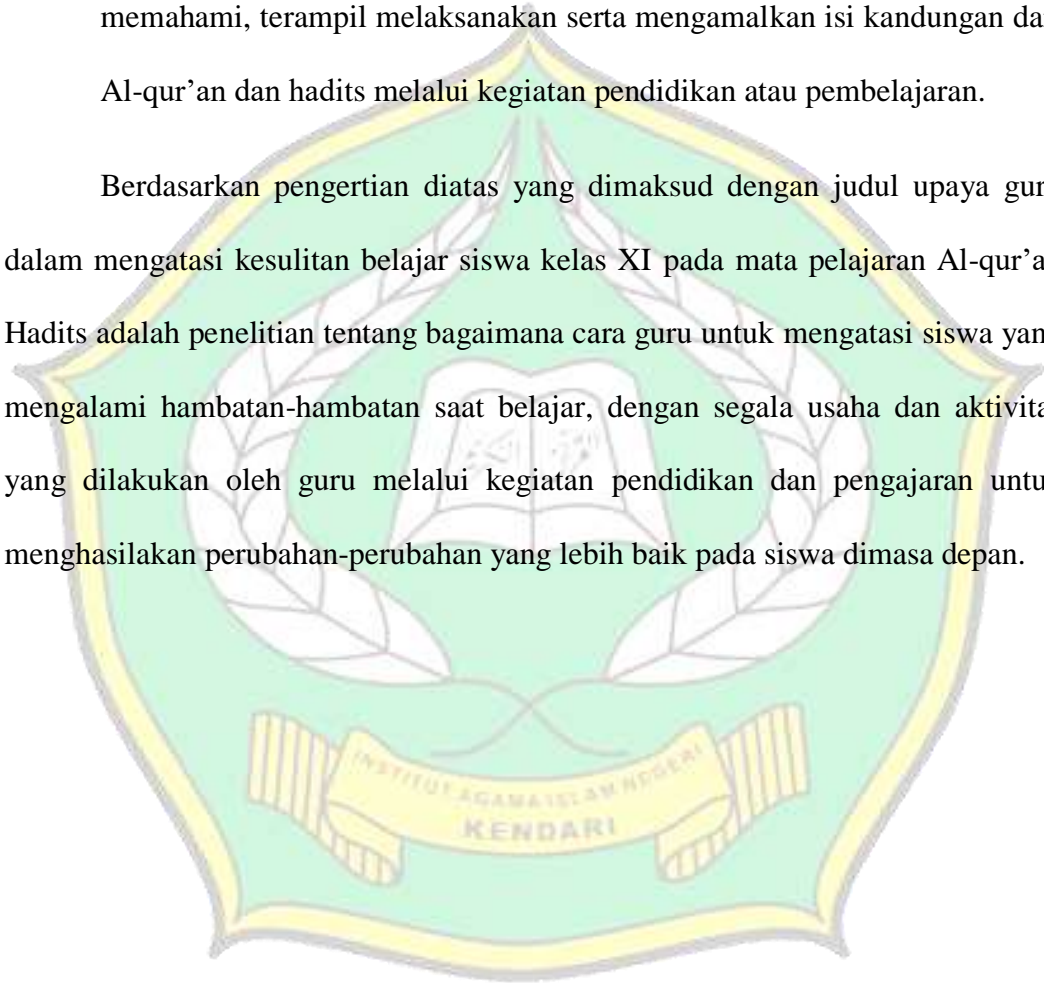 memahami, terampil melaksanakan serta mengamalkan isi kandungan da
Al-qur’an dan hadits melalui kegiatan pendidikan atau pembelajaran.
Berdasarkan pengertian diatas yang dimaksud dengan judul upaya gur
dalam mengatasi kesulitan belajar siswa kelas XI pada mata pelajaran Al-qur’a
Hadits adalah penelitian tentang bagaimana cara guru untuk mengatasi siswa yan
mengalami hambatan-hambatan saat belajar, dengan segala usaha dan aktivita
yang dilakukan oleh guru melalui kegiatan pendidikan dan pengajaran untu
menghasilakan perubahan-perubahan yang lebih baik pada siswa dimasa depan.
INSTITUT AGAMA ISLAM NEGERI
KENDARI